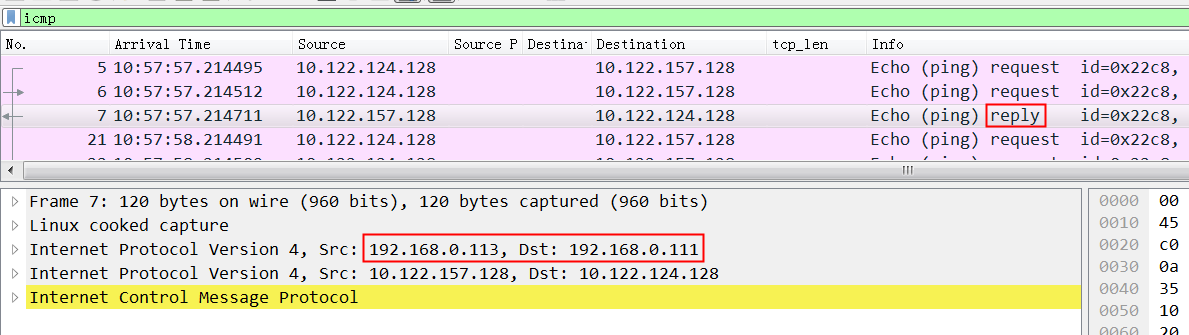 icmp
No. Arrival Time Source Source P Destina Destination tcp_len Info
5 10:57:57.214495 10.122.124.128 10.122.157.128 Echo (ping) request id=0x22c8,
6 10:57:57.214512 10.122.124.128 10.122.157.128 Echo (ping) request id=0x22c8,
7 10:57:57.214711 10.122.157.128 10.122.124.128 Echo (ping) reply id=0x22c8,
21 10:57:58.214491 10.122.124.128 10.122.157.128 Echo (ping) request id=0x22c8,
Frame 7: 120 bytes on wire (960 bits), 120 bytes captured (960 bits)
Linux cooked capture
Internet Protocol Version 4, Src: 192.168.0.113, Dst: 192.168.0.111
Internet Protocol Version 4, Src: 10.122.157.128, Dst: 10.122.124.128
Internet Control Message Protocol
0000 00
0010 45
0020 c0
0030 0a
0040 35
0050 10
0060 20